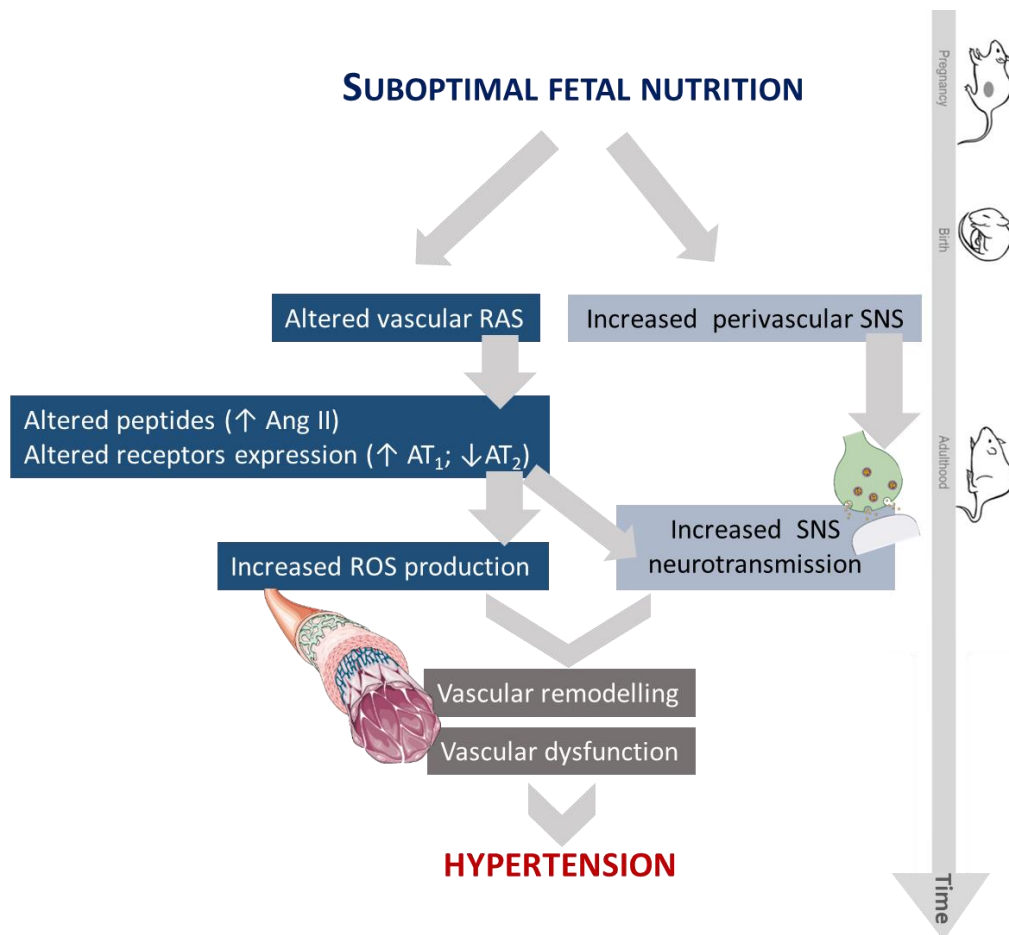 SUBOPTIMAL FETAL NUTRITION
Pregnancy
Birth
Altered vascular RAS
Increased perivascular SNS
Altered peptides (↑ Ang II)
Altered receptors expression (↑ AT₁; ↓AT₂)
Adulthood
Increased ROS production
Increased SNS
neurotransmission
Vascular remodelling
Vascular dysfunction
HYPERTENSION
Time